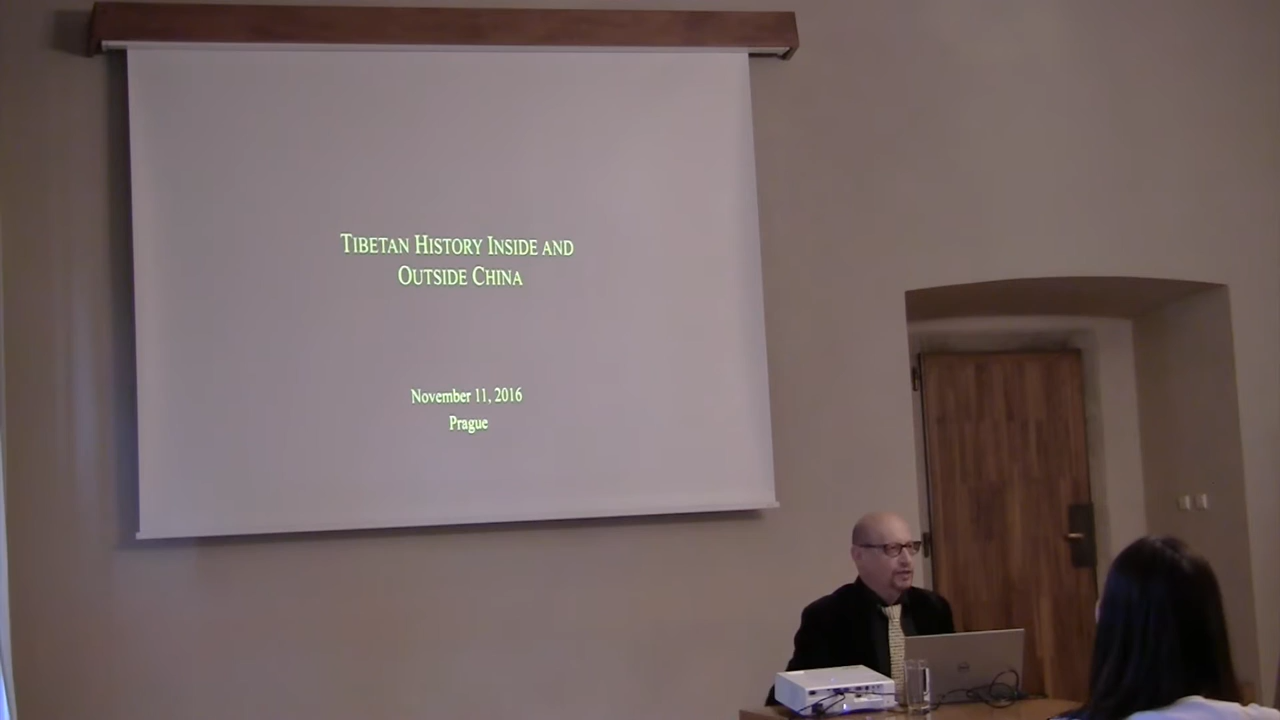 TIBETAN HISTORY INSIDE AND
OUTSIDE CHINA
November 11, 2016
Prague